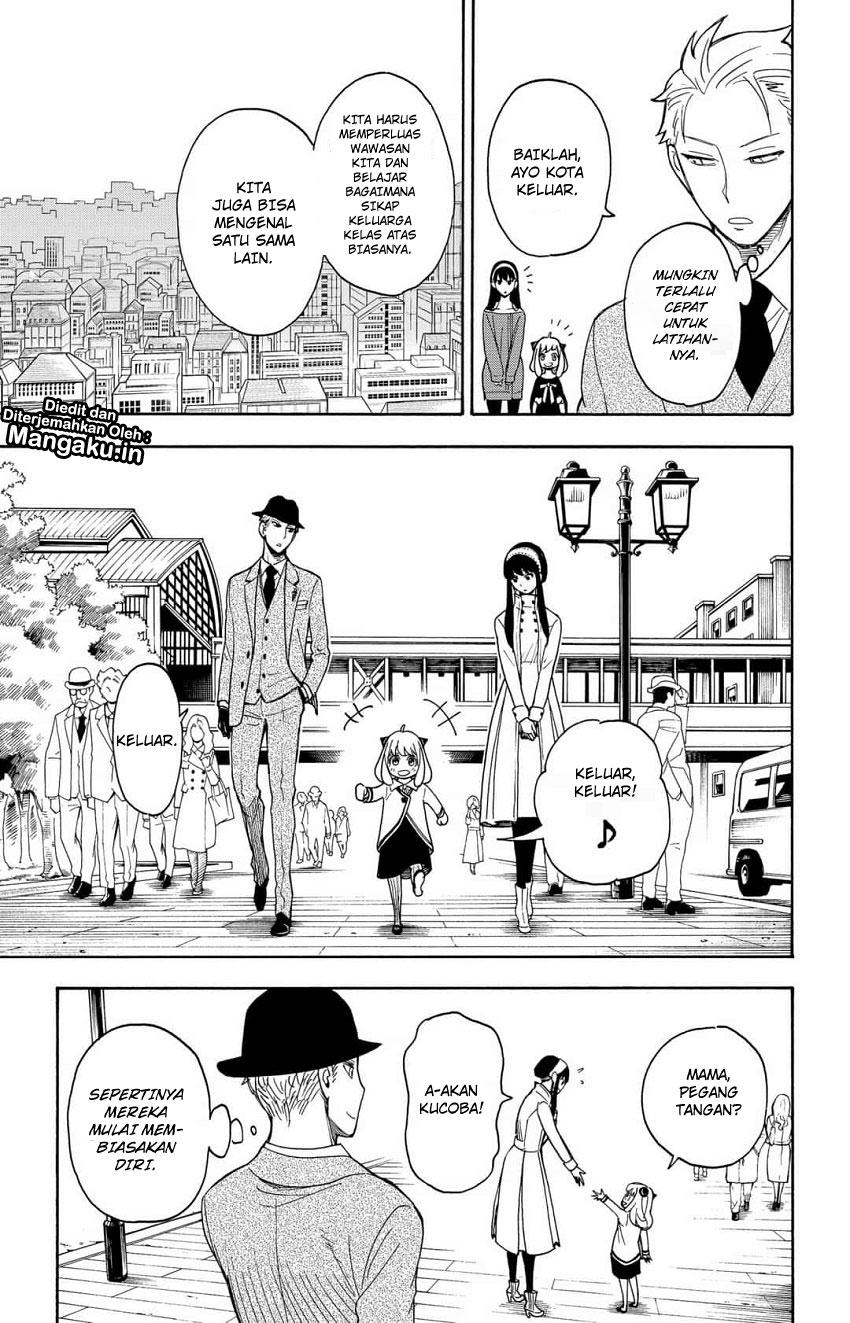 BAIKLAH,
AYO KOTA
KELUAR.
MUNGKIN
TERLALU
CEPAT
UNTUK
LATIHAN-
NYA.
KITA HARUS
MEMPERLUAS
WAWASAN
KITA DAN
BELAJAR
BAGAIMANA
SIKAP
KELUARGA
KELAS ATAS
BIASANYA.
KITA
JUGA BISA
MENGENAL
SATU SAMA
LAIN.
Diedit dan
Diterjemahkan Oleh :
Mangaku.in
KELUAR,
KELUAR!
KELUAR.
MAMA,
PEGANG
TANGAN?
A-AKAN
KUCOBA!
SEPERTINYA
MEREKA
MULAI MEM-
BIASAKAN
DIRI.